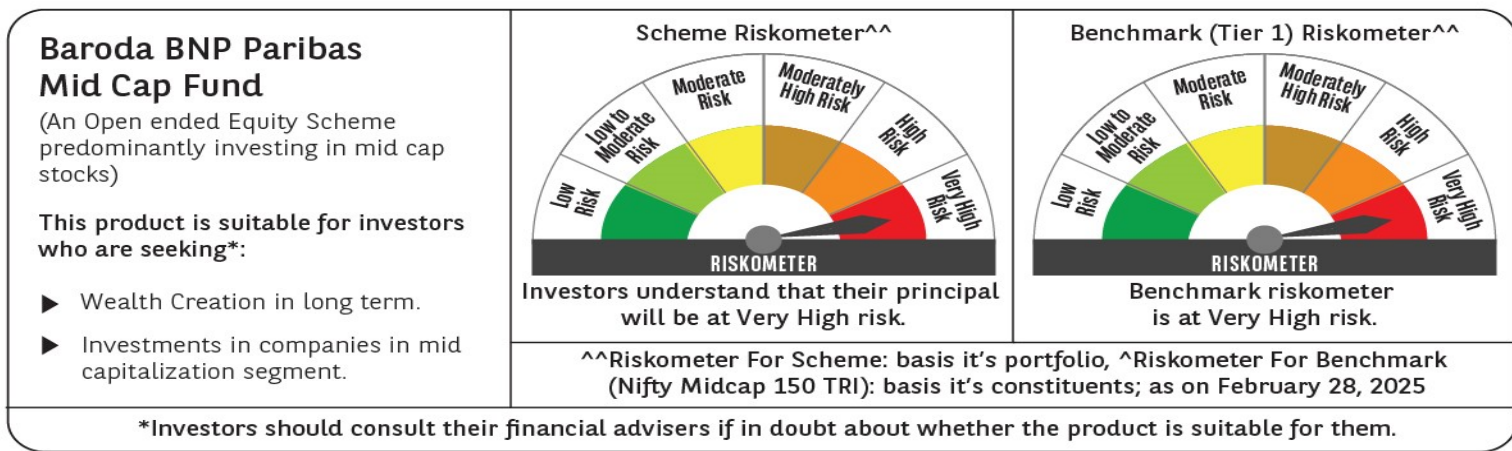 Baroda BNP Paribas
Mid Cap Fund
(An Open ended Equity Scheme
predominantly investing in mid cap
stocks)
This product is suitable for investors
who are seeking*:
▶ Wealth Creation in long term.
▶ Investments in companies in mid
capitalization segment.
Scheme Riskometer^^
Low
Risk
Low to
Moderate
Risk
Moderate
Risk
Moderately
High Risk
High
Risk
Very High
Risk
RISKOMETER
Investors understand that their principal
will be at Very High risk.
Benchmark (Tier 1) Riskometer^^
Low
Risk
Low to
Moderate
Risk
Moderate
Risk
Moderately
High Risk
High
Risk
Very High
Risk
RISKOMETER
Benchmark riskometer
is at Very High risk.
^^Riskometer For Scheme: basis it's portfolio, ^Riskometer For Benchmark
(Nifty Midcap 150 TRI): basis it's constituents; as on February 28, 2025
*Investors should consult their financial advisers if in doubt about whether the product is suitable for them.